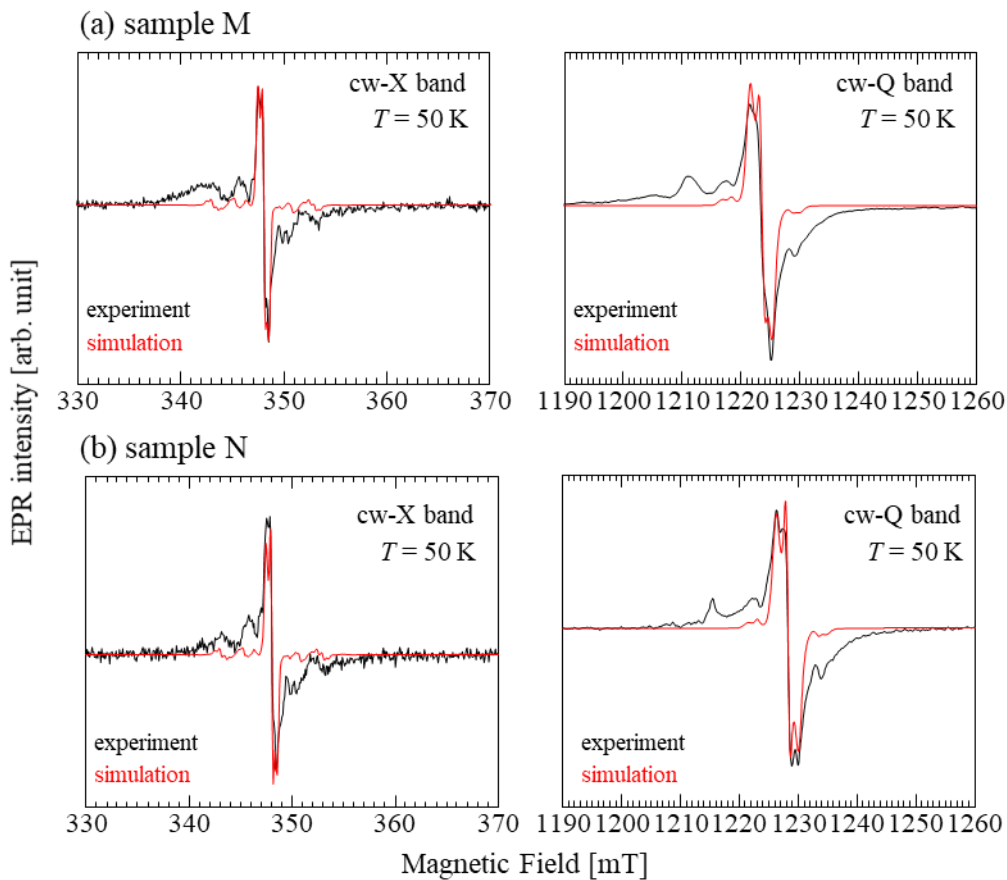 (a) sample M
cw-X band
T = 50 K
experiment
simulation
330 340 350 360 370
cw-Q band
T = 50 K
experiment
simulation
1190 1200 1210 1220 1230 1240 1250 1260
(b) sample N
cw-X band
T = 50 K
experiment
simulation
330 340 350 360 370
cw-Q band
T = 50 K
experiment
simulation
1190 1200 1210 1220 1230 1240 1250 1260
EPR intensity [arb. unit]
Magnetic Field [mT]